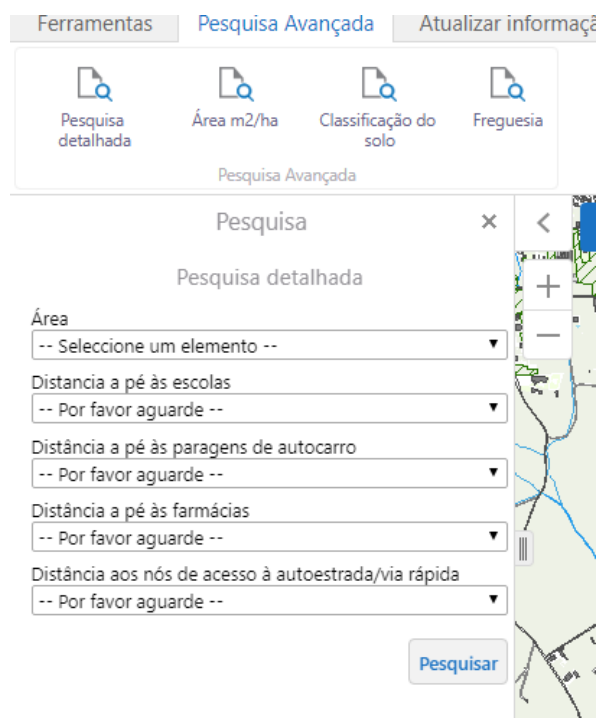 Ferramentas
Pesquisa Avançada
Atualizar informaçã
Pesquisa
detalhada
Área m2/ha
Classificação do
solo
Freguesia
Pesquisa Avançada
Pesquisa
Pesquisa detalhada
Área
-- Seleccione um elemento --
Distancia a pé às escolas
-- Por favor aguarde --
Distância a pé às paragens de autocarro
-- Por favor aguarde --
Distância a pé às farmácias
-- Por favor aguarde --
Distância aos nós de acesso à autoestrada/via rápida
-- Por favor aguarde --
Pesquisar